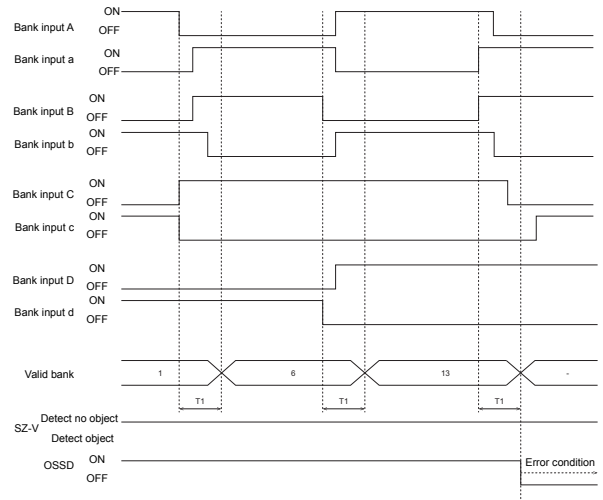 ON
Bank input A
OFF
ON
Bank input a
OFF
ON
Bank input B
OFF
ON
Bank input b
OFF
ON
Bank input C
OFF
ON
Bank input c
OFF
ON
Bank input D
OFF
ON
Bank input d
OFF
Valid bank 1 6 13 -
T1 T1 T1
Detect no object
SZ-V
Detect object
ON Error condition
OSSD
OFF